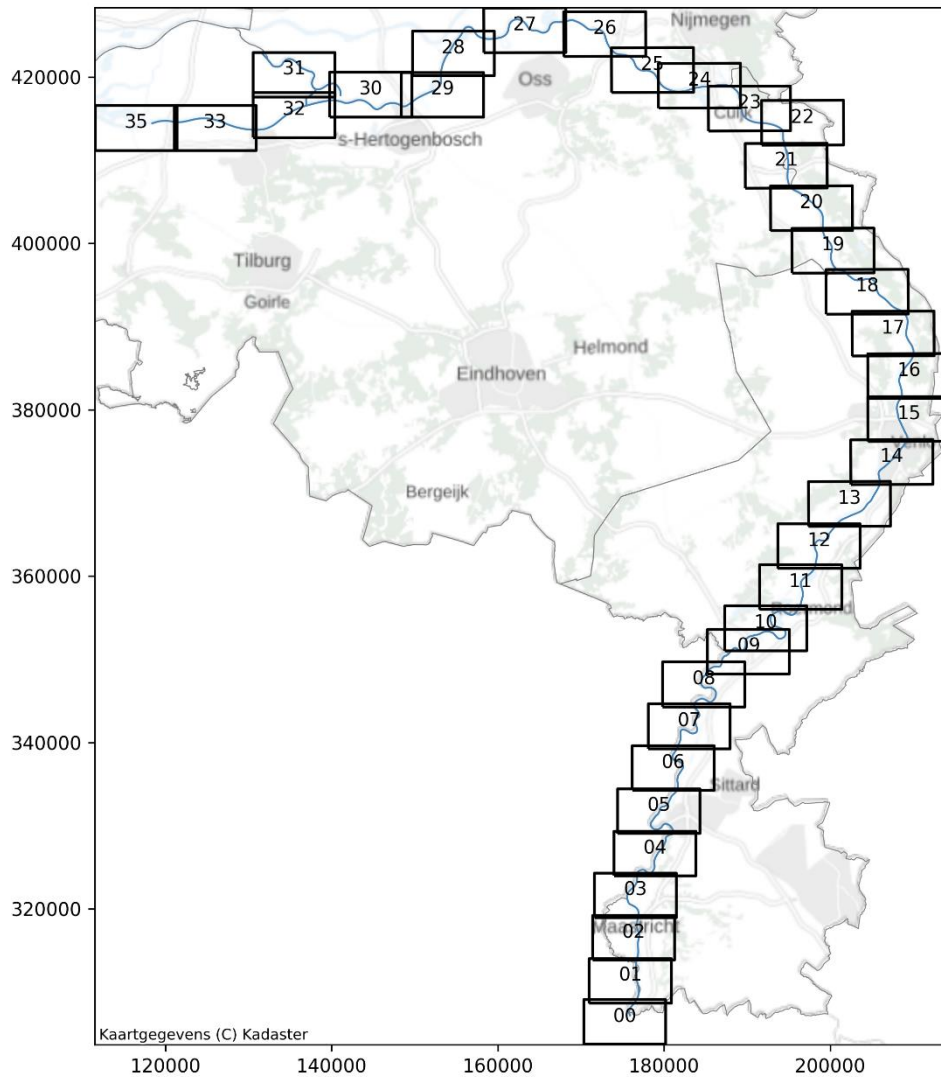 27
26
Nijmegen
28
420000
31
25
Oss
24
30
29
23
32
Cuijk
22
35
33
's-Hertogenbosch
21
20
400000
19
Tilburg
18
Goirle
17
Helmond
Eindhoven
16
380000
15
Venlo
14
Bergeijk
13
12
360000
11
Roermond
10
09
08
07
340000
06
Sittard
05
04
03
320000
Maastricht
02
01
00
Kaartgegevens (C) Kadaster
120000 140000 160000 180000 200000